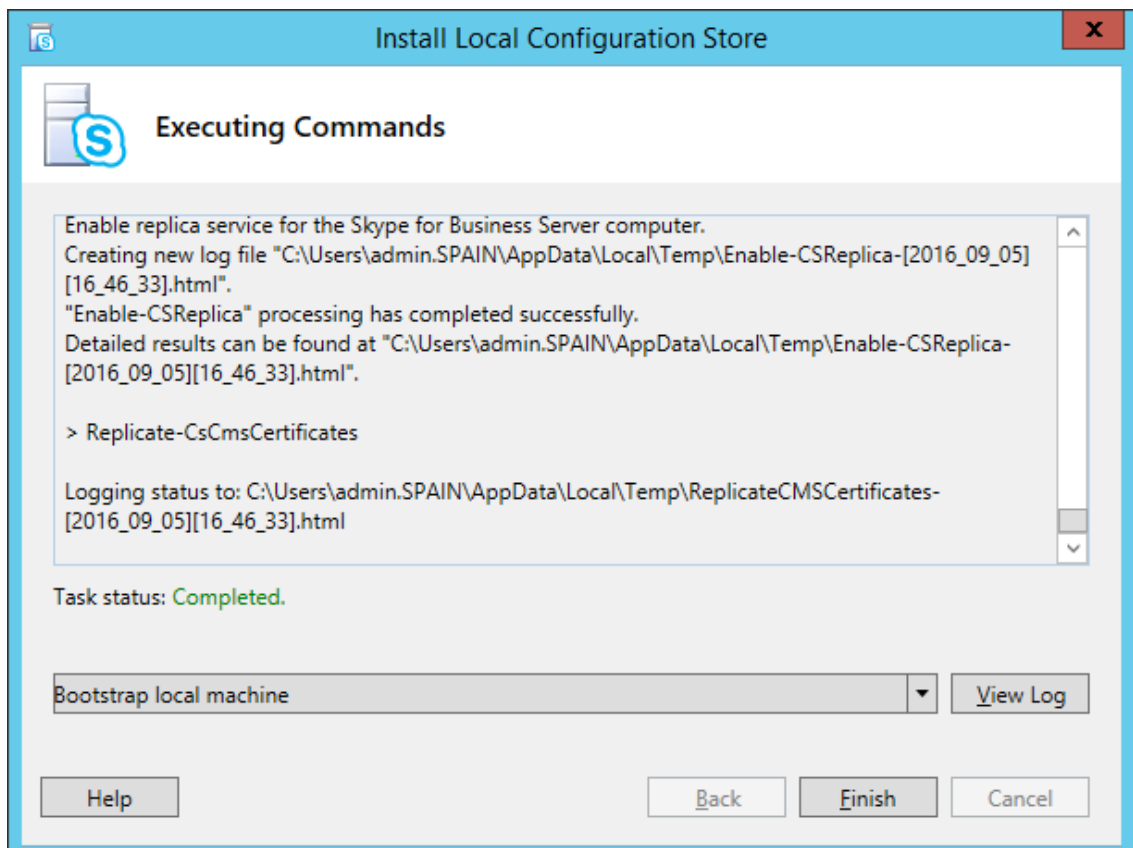 Install Local Configuration Store
x
Executing Commands
Enable replica service for the Skype for Business Server computer.
Creating new log file "C:\Users\admin.SPAIN\AppData\Local\Temp\Enable-CSReplica-[2016_09_05]
[16_46_33].html".
"Enable-CSReplica" processing has completed successfully.
Detailed results can be found at "C:\Users\admin.SPAIN\AppData\Local\Temp\Enable-CSReplica-
[2016_09_05][16_46_33].html".
> Replicate-CsCmsCertificates
Logging status to: C:\Users\admin.SPAIN\AppData\Local\Temp\ReplicateCMSCertificates-
[2016_09_05][16_46_33].html
Task status: Completed.
Bootstrap local machine
View Log
Help
Back
Finish
Cancel